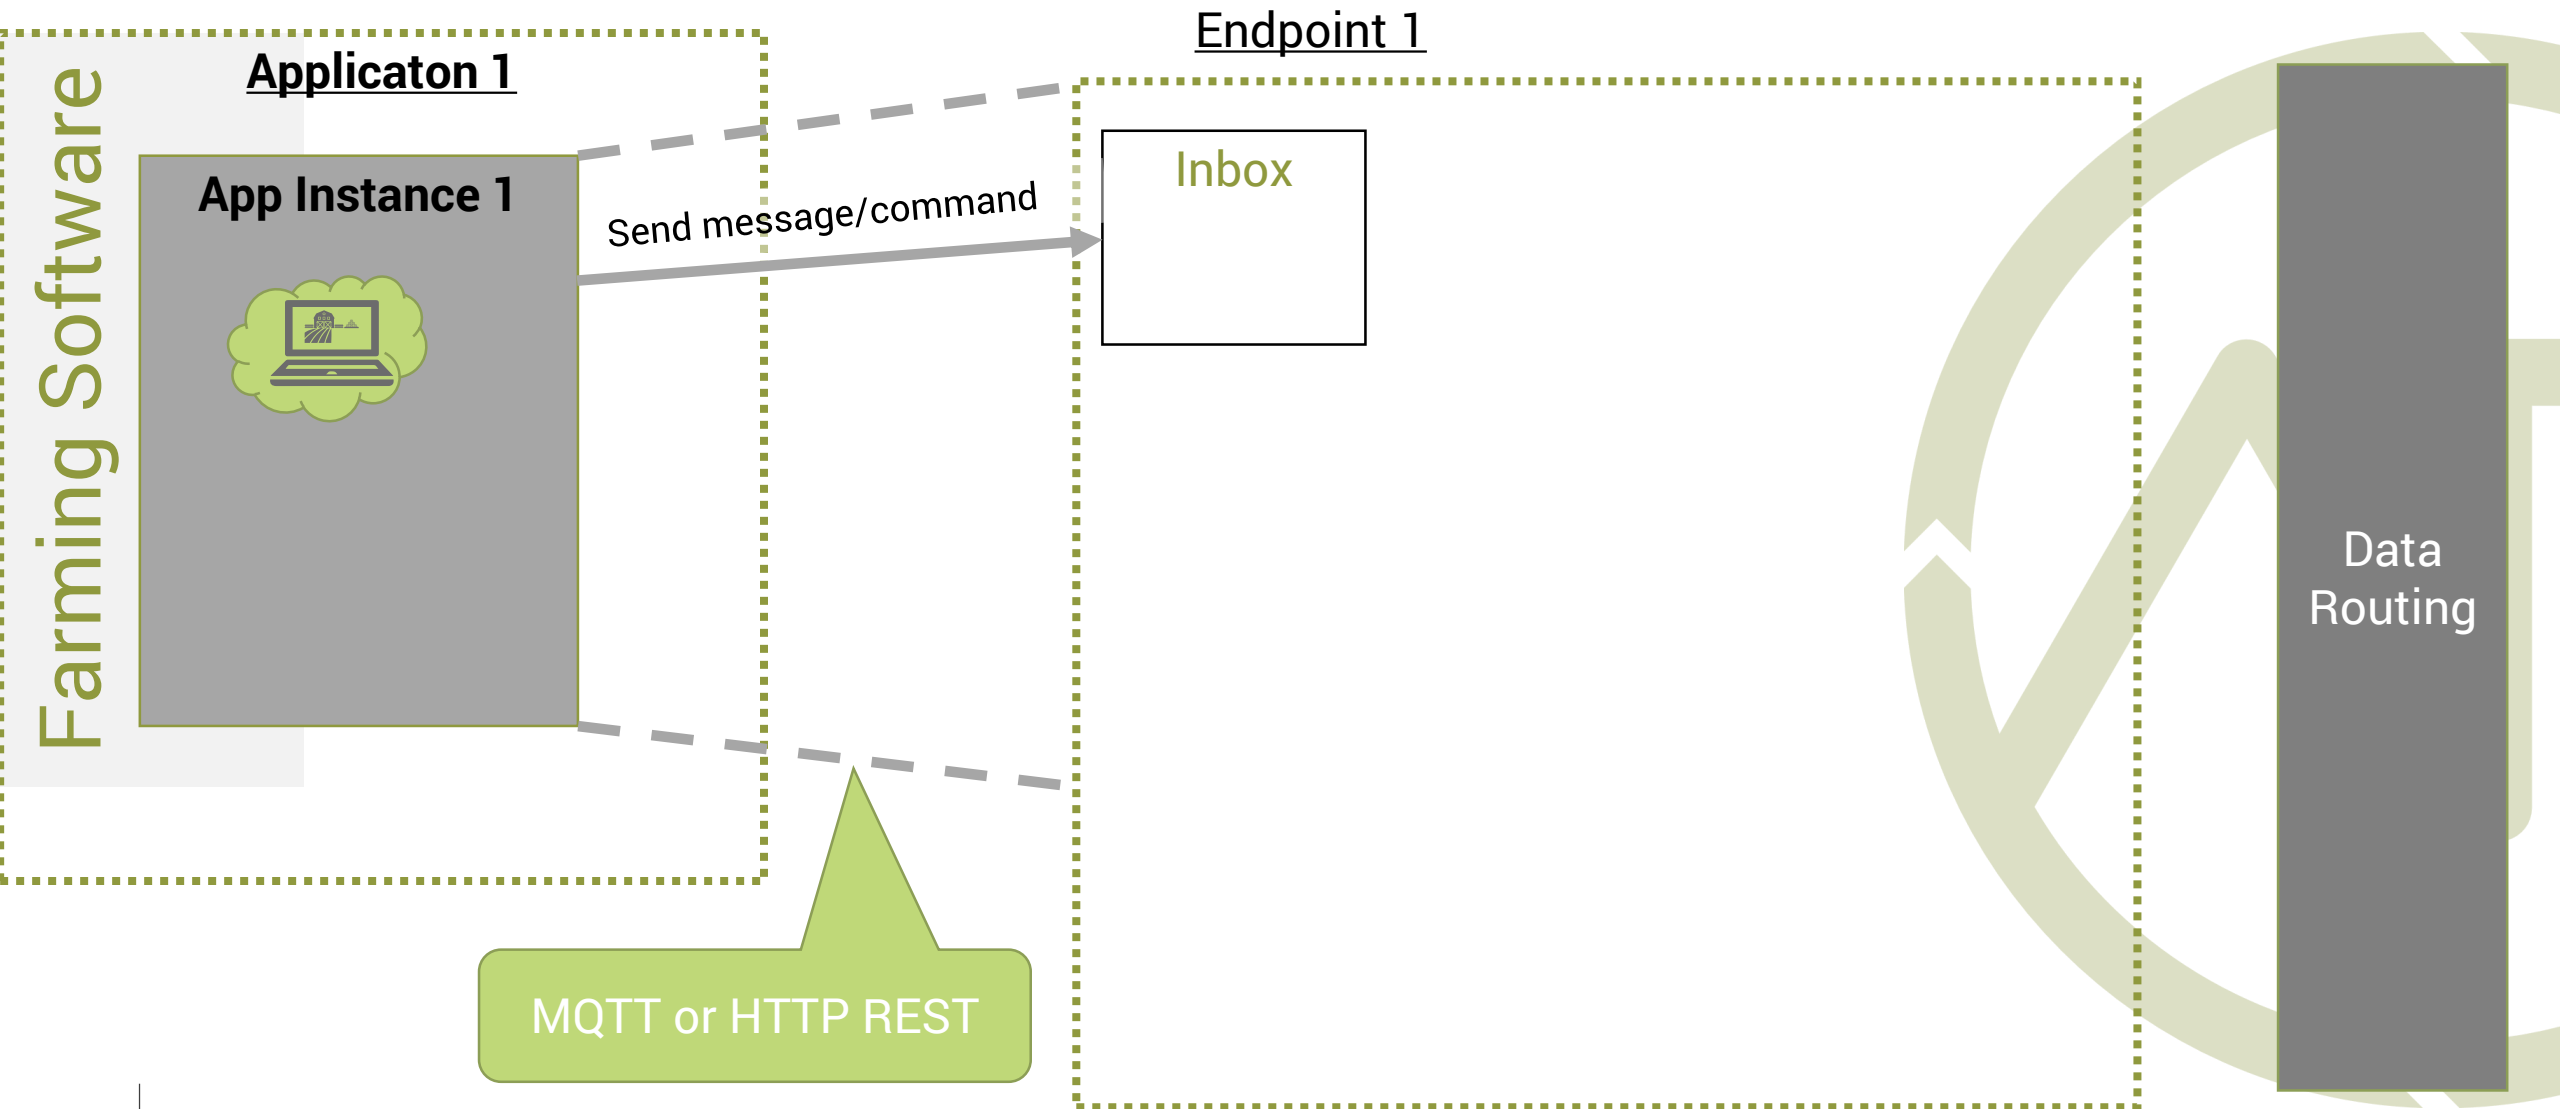 Endpoint 1
Applicaton 1
Farming Software
App Instance 1
Send message/command
Inbox
Data
Routing
MQTT or HTTP REST